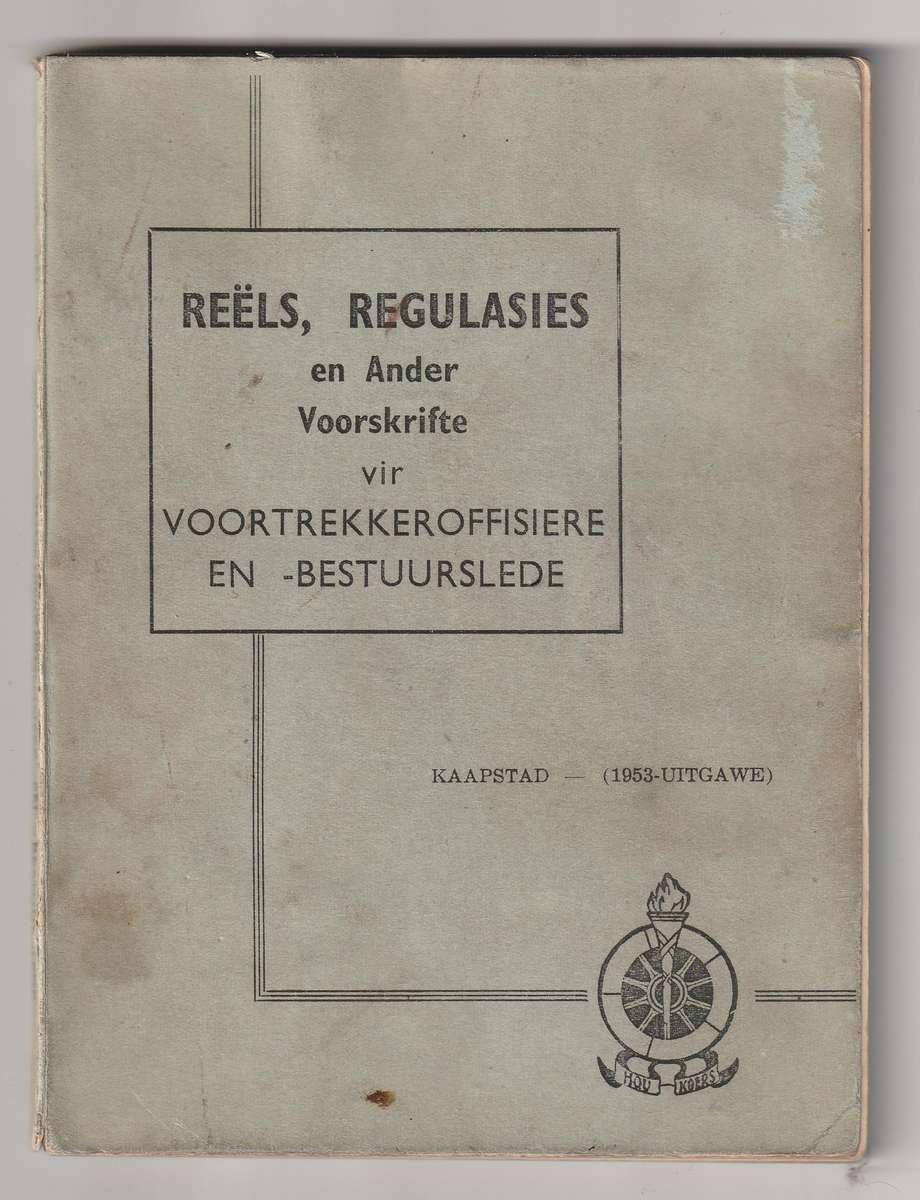 REËLS, REGULASIES
en Ander
Voorskrifte
vir
VOORTREKKEROFFISIERE
EN -BESTUURSLEDE
KAAPSTAD — (1953-UITGAWE)
HOU KOERS